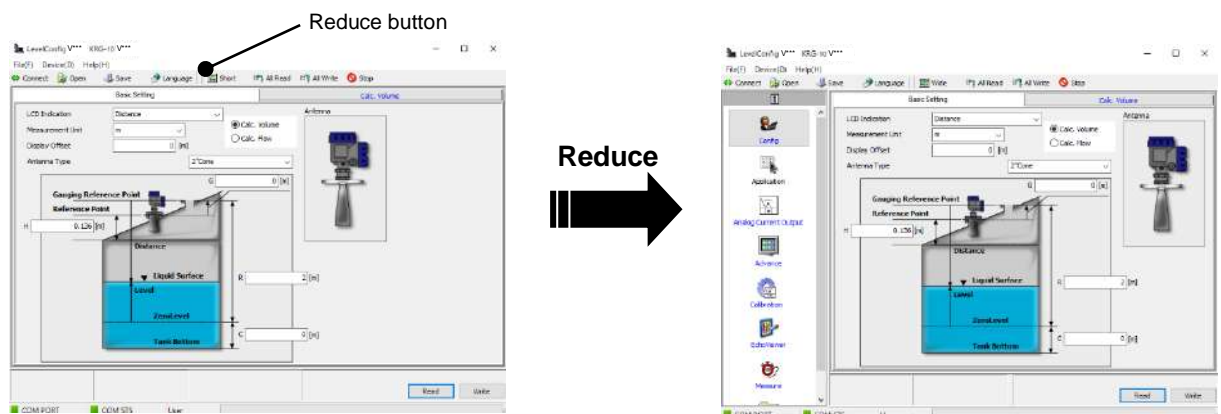 Reduce button
LevelConfig V*** KRG-10 V***
File(F) Device(D) Help(H)
Connect Open Save Language Short All Read All Write Stop
Basic Setting Calc. Volume
LCD Indication Distance
Measurement Unit m
Display Offset 0 [m]
Calc. Volume
Calc. Flow
Antenna
Antenna Type 2"Cone
G 0 [m]
Gauging Reference Point
Reference Point
H 0.136 [m]
Distance
Liquid Surface
Level
R 2 [m]
ZeroLevel
Tank Bottom
C 0 [m]
Read Write
COM PORT COM STS User
Reduce
LevelConfig V*** KRG-10 V***
File(F) Device(D) Help(H)
Connect Open Save Language Wide All Read All Write Stop
Basic Setting Calc. Volume
Config
Application
Analog Current Output
Advance
Calibration
EchoViewer
Measure
LCD Indication Distance
Measurement Unit m
Display Offset 0 [m]
Calc. Volume
Calc. Flow
Antenna
Antenna Type 2"Cone
G 0 [m]
Gauging Reference Point
Reference Point
H 0.136 [m]
Distance
Liquid Surface
Level
R 2 [m]
ZeroLevel
Tank Bottom
C 0 [m]
Read Write
COM PORT COM STS